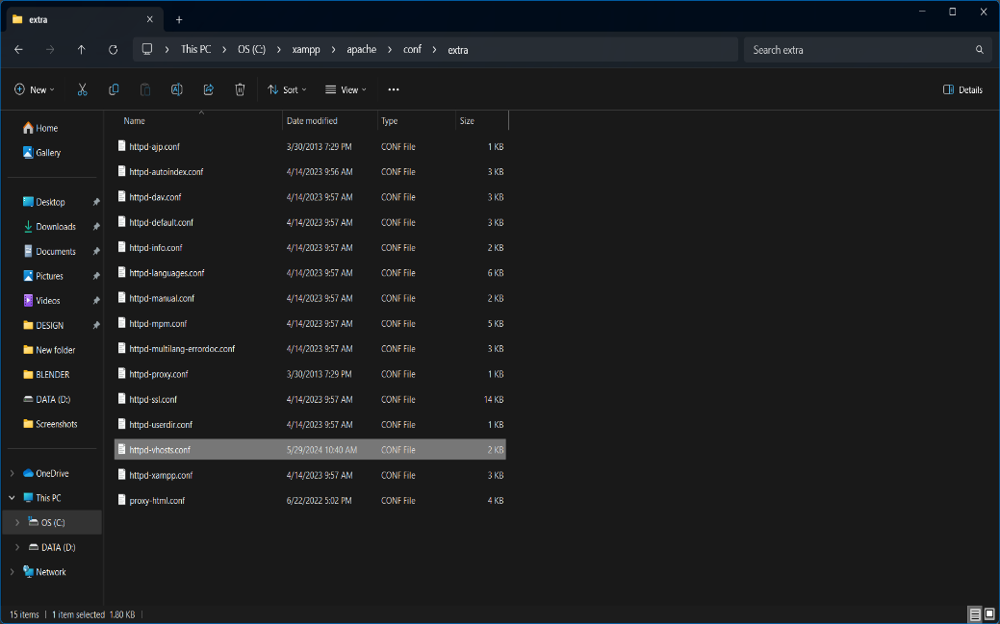 extra
This PC > OS (C:) > xampp > apache > conf > extra
Search extra
New
Sort
View
Details
Home
Gallery
Desktop
Downloads
Documents
Pictures
Videos
DESIGN
New folder
BLENDER
DATA (D:)
Screenshots
OneDrive
This PC
OS (C:)
DATA (D:)
Network
Name Date modified Type Size
httpd-ajp.conf 3/30/2013 7:29 PM CONF File 1 KB
httpd-autoindex.conf 4/14/2023 9:56 AM CONF File 3 KB
httpd-dav.conf 4/14/2023 9:57 AM CONF File 3 KB
httpd-default.conf 4/14/2023 9:57 AM CONF File 3 KB
httpd-info.conf 4/14/2023 9:57 AM CONF File 2 KB
httpd-languages.conf 4/14/2023 9:57 AM CONF File 6 KB
httpd-manual.conf 4/14/2023 9:57 AM CONF File 2 KB
httpd-mpm.conf 4/14/2023 9:57 AM CONF File 5 KB
httpd-multilang-errordoc.conf 4/14/2023 9:57 AM CONF File 3 KB
httpd-proxy.conf 3/30/2013 7:29 PM CONF File 1 KB
httpd-ssl.conf 4/14/2023 9:57 AM CONF File 14 KB
httpd-userdir.conf 4/14/2023 9:57 AM CONF File 1 KB
httpd-vhosts.conf 5/29/2024 10:40 AM CONF File 2 KB
httpd-xampp.conf 4/14/2023 9:57 AM CONF File 3 KB
proxy-html.conf 6/22/2022 5:02 PM CONF File 4 KB
15 items | 1 item selected 1.80 KB |